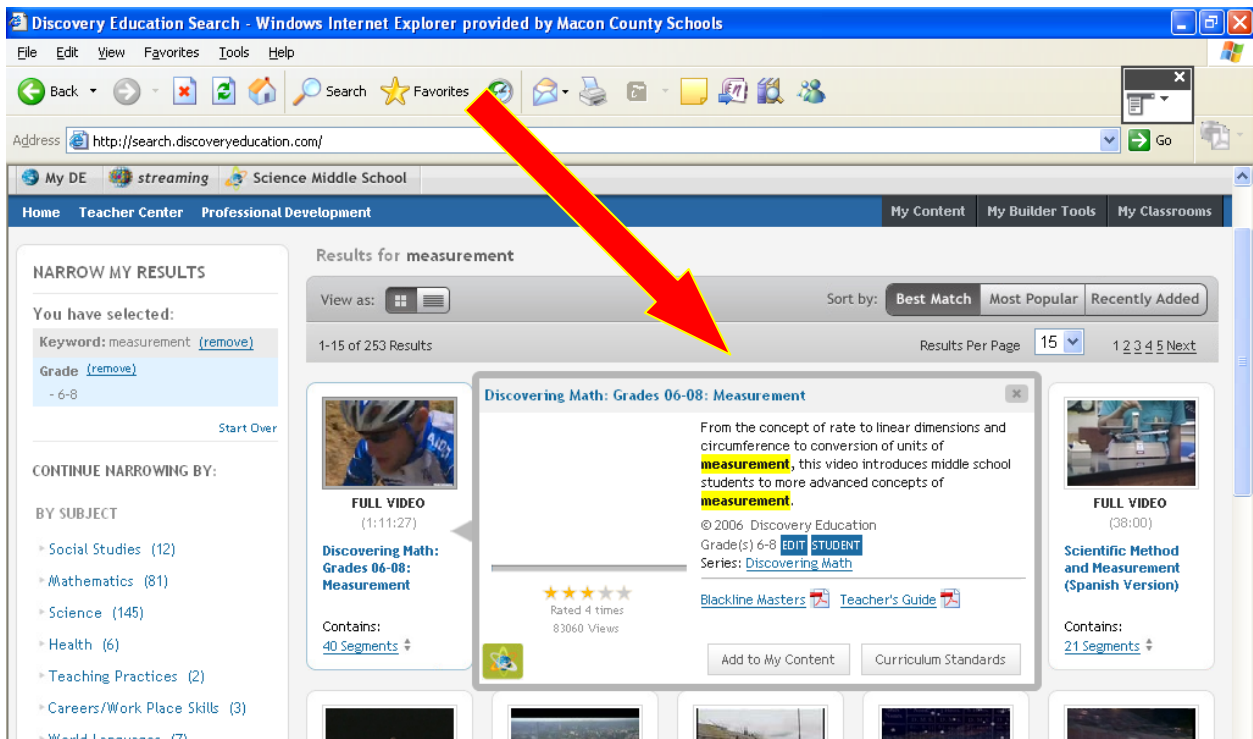 Discovery Education Search - Windows Internet Explorer provided by Macon County Schools
File Edit View Favorites Tools Help
Back Search Favorites
Address http://search.discoveryeducation.com/ Go
My DE streaming Science Middle School
Home Teacher Center Professional Development My Content My Builder Tools My Classrooms
NARROW MY RESULTS
You have selected:
Keyword: measurement (remove)
Grade (remove)
- 6-8
Start Over
CONTINUE NARROWING BY:
BY SUBJECT
Social Studies (12)
Mathematics (81)
Science (145)
Health (6)
Teaching Practices (2)
Careers/Work Place Skills (3)
World Languages (7)
Results for measurement
View as: Sort by: Best Match Most Popular Recently Added
1-15 of 253 Results Results Per Page 15 1 2 3 4 5 Next
FULL VIDEO
(1:11:27)
Discovering Math:
Grades 06-08:
Measurement
Contains:
40 Segments
Discovering Math: Grades 06-08: Measurement
From the concept of rate to linear dimensions and
circumference to conversion of units of
measurement, this video introduces middle school
students to more advanced concepts of
measurement.
© 2006 Discovery Education
Grade(s) 6-8 EDIT STUDENT
Series: Discovering Math
Rated 4 times
83060 Views
Blackline Masters Teacher's Guide
Add to My Content Curriculum Standards
FULL VIDEO
(38:00)
Scientific Method
and Measurement
(Spanish Version)
Contains:
21 Segments